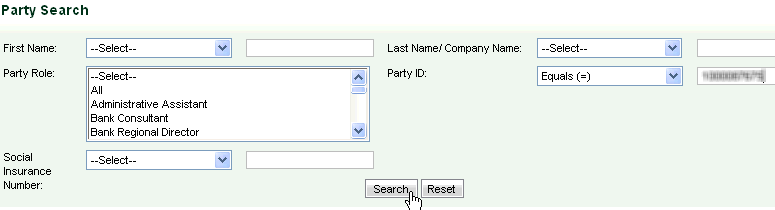 Party Search
First Name: --Select-- Last Name/ Company Name: --Select--
Party Role: --Select-- Party ID: Equals (=)
All
Administrative Assistant
Bank Consultant
Bank Regional Director
Social Insurance Number: --Select--
Search Reset